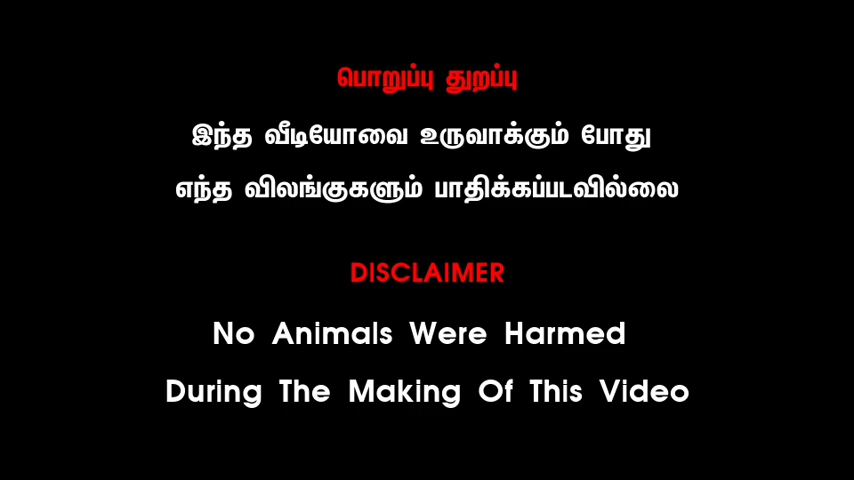 பொறுப்பு துறப்பு
இந்த வீடியோவை உருவாக்கும் போது
எந்த விலங்குகளும் பாதிக்கப்படவில்லை
DISCLAIMER
No Animals Were Harmed
During The Making Of This Video